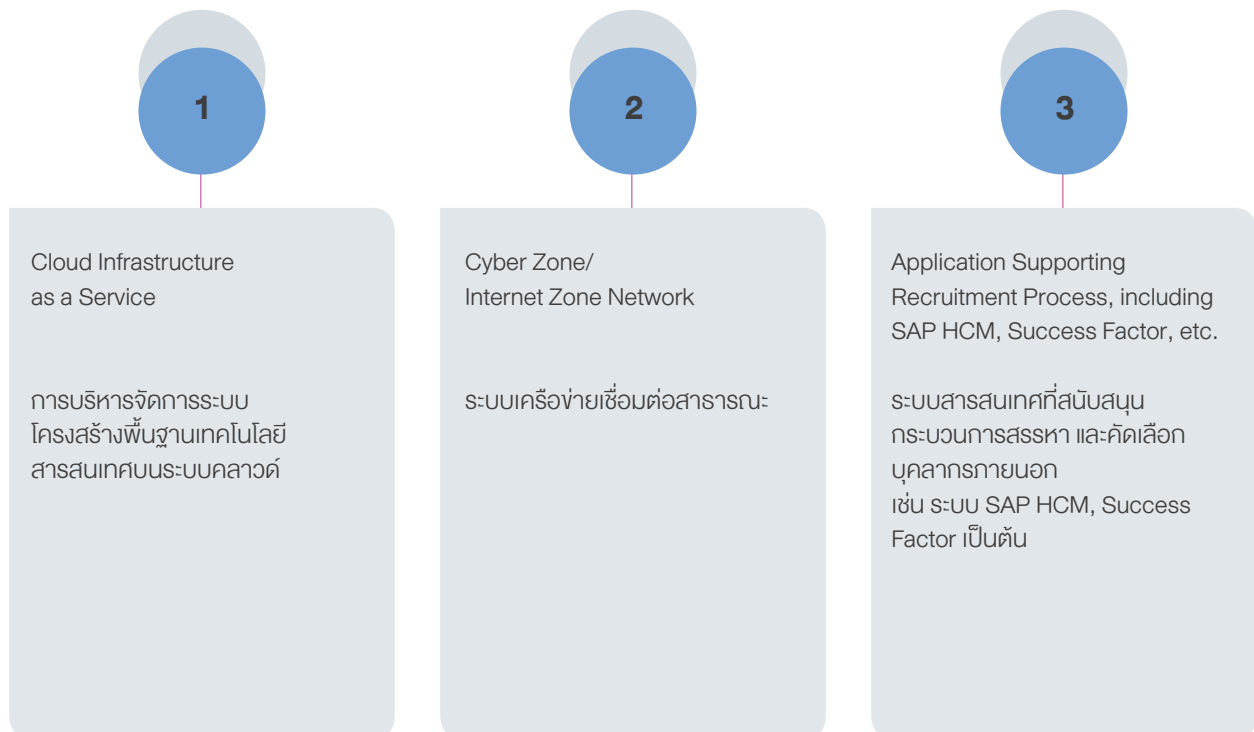 1
Cloud Infrastructure
as a Service
การบริหารจัดการระบบ
โครงสร้างพื้นฐานเทคโนโลยี
สารสนเทศบนระบบคลาวด์
2
Cyber Zone/
Internet Zone Network
ระบบเครือข่ายเชื่อมต่อสาธารณะ
3
Application Supporting
Recruitment Process, including
SAP HCM, Success Factor, etc.
ระบบสารสนเทศที่สนับสนุน
กระบวนการสรรหา และคัดเลือก
บุคลากรภายนอก
เช่น ระบบ SAP HCM, Success
Factor เป็นต้น